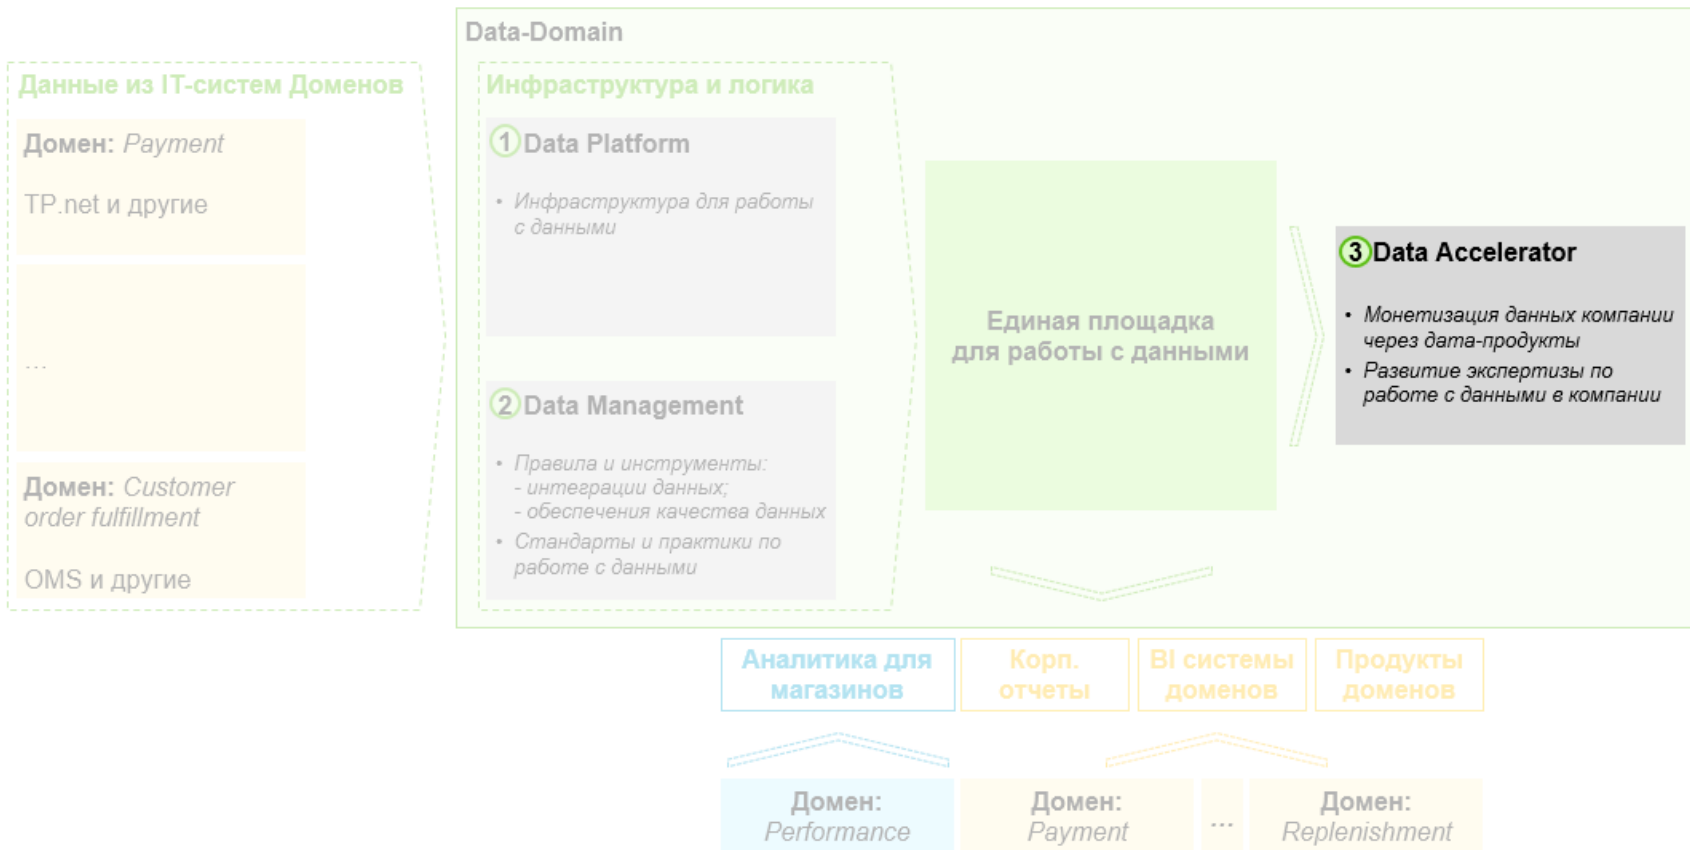 Data-Domain
Данные из IT-систем Доменов
Домен: Payment
TP.net и другие
...
Домен: Customer
order fulfillment
OMS и другие
Инфраструктура и логика
1 Data Platform
• Инфраструктура для работы
с данными
2 Data Management
• Правила и инструменты:
- интеграции данных;
- обеспечения качества данных
• Стандарты и практики по
работе с данными
Единая площадка
для работы с данными
3 Data Accelerator
• Монетизация данных компании
через дата-продукты
• Развитие экспертизы по
работе с данными в компании
Аналитика для
магазинов
Корп.
отчеты
BI системы
доменов
Продукты
доменов
Домен:
Performance
Домен:
Payment
...
Домен:
Replenishment